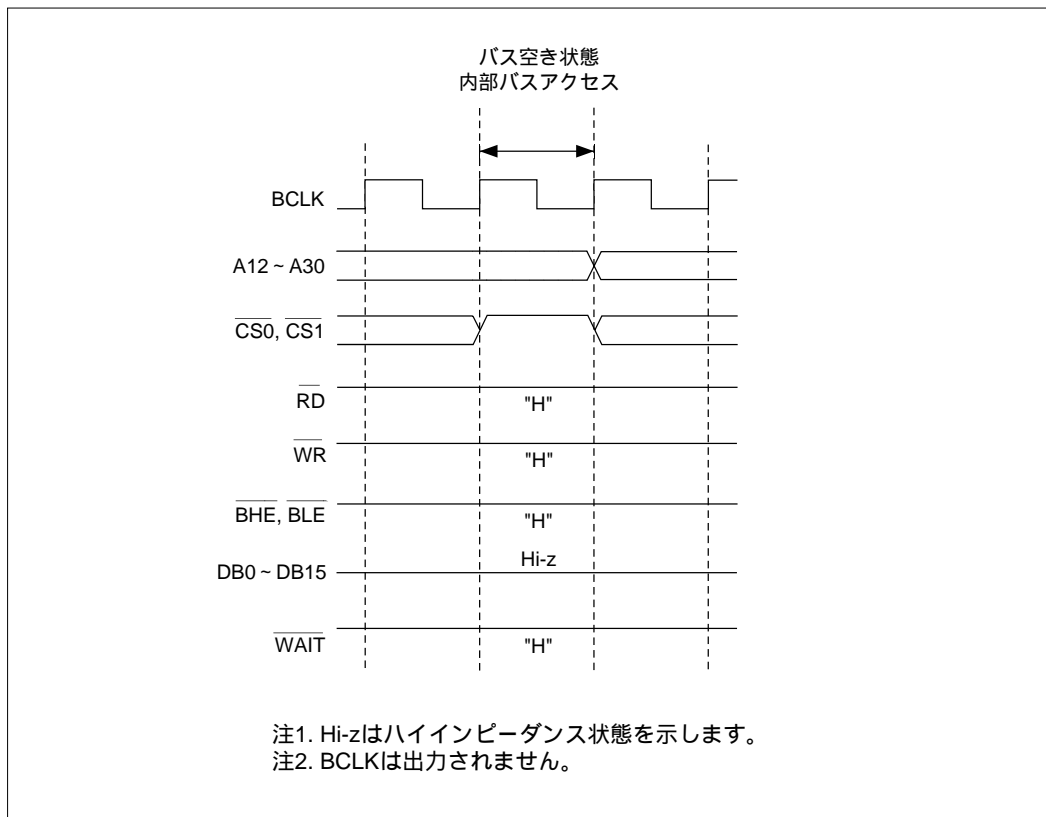 バス空き状態
内部バスアクセス
BCLK
A12 ~ A30
CS0, CS1
RD
"H"
WR
"H"
BHE, BLE
"H"
Hi-z
DB0 ~ DB15
WAIT
"H"
注1. Hi-zはハイインピーダンス状態を示します。
注2. BCLKは出力されません。